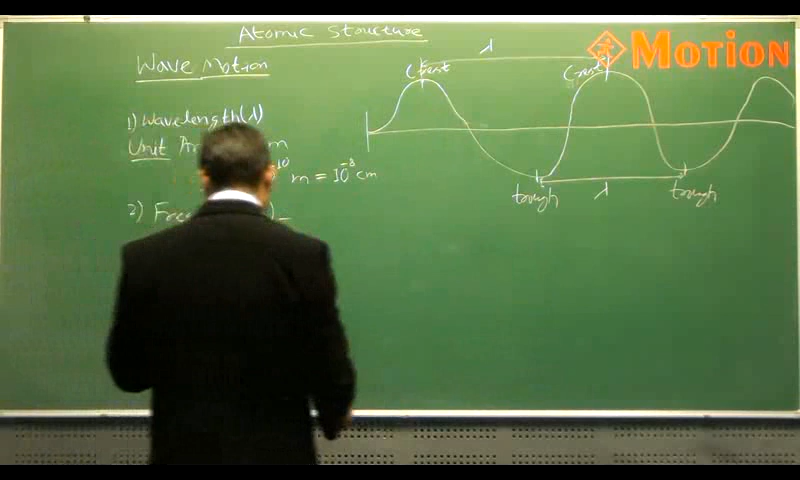 Atomic Structure
MOTION
Wave Motion
λ
Crest
Crest
1) Wavelength (λ)
Unit
m = 10⁻⁸ cm
2)
λ
trough
trough